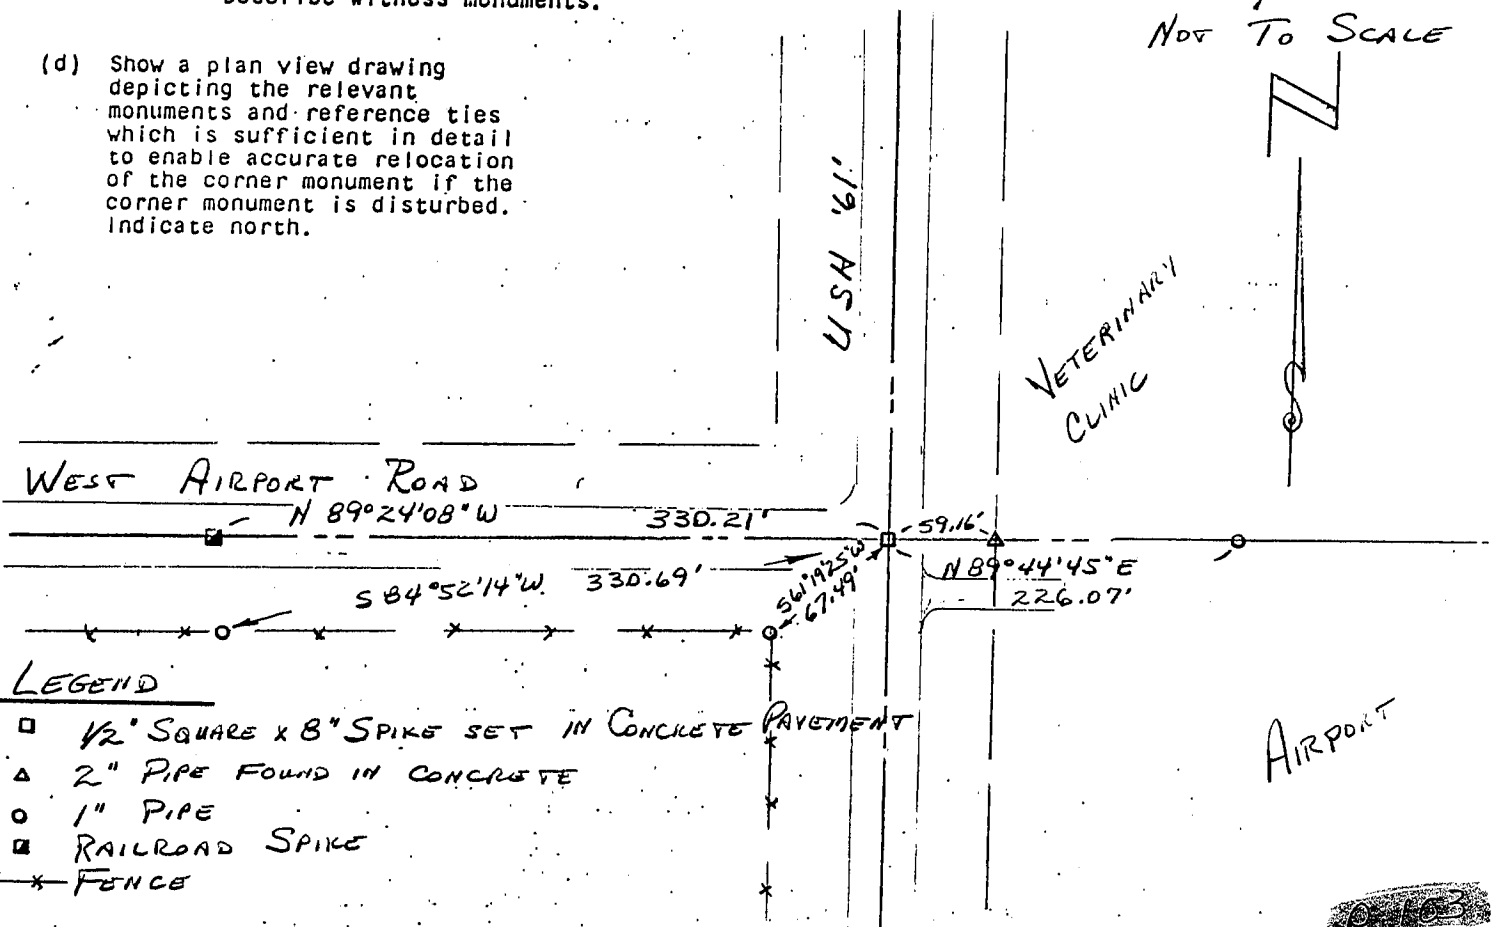 Describe witness monuments.
(d) Show a plan view drawing
depicting the relevant
monuments and reference ties
which is sufficient in detail
to enable accurate relocation
of the corner monument if the
corner monument is disturbed.
Indicate north.
NOT TO SCALE
USH '61.
VETERINARY
CLINIC
WEST AIRPORT ROAD
N 89°24'08"W 330.21'
59.16'
N 89°44'45"E
226.07'
S61°19'25"W
67.49'
S 84°52'14"W. 330.69'
LEGEND
1/2" SQUARE X 8" SPIKE SET IN CONCRETE PAVEMENT
2" PIPE FOUND IN CONCRETE
1" PIPE
RAILROAD SPIKE
FENCE
AIRPORT